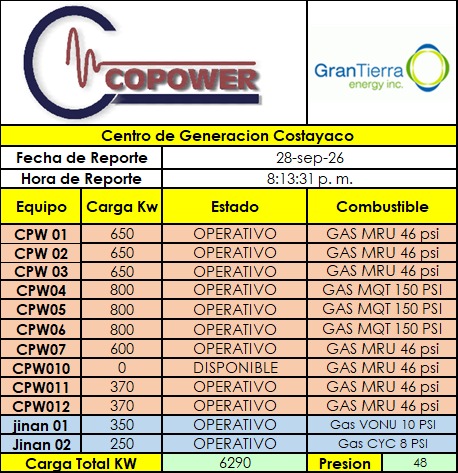 COPOWER
GranTierra
energy inc.
Centro de Generacion Costayaco
Fecha de Reporte 28-sep-26
Hora de Reporte 8:13:31 p. m.
Equipo Carga Kw Estado Combustible
CPW 01 650 OPERATIVO GAS MRU 46 psi
CPW 02 650 OPERATIVO GAS MRU 46 psi
CPW 03 650 OPERATIVO GAS MRU 46 psi
CPW04 800 OPERATIVO GAS MQT 150 PSI
CPW05 800 OPERATIVO GAS MQT 150 PSI
CPW06 800 OPERATIVO GAS MQT 150 PSI
CPW07 600 OPERATIVO GAS MRU 46 psi
CPW010 0 DISPONIBLE GAS MRU 46 psi
CPW011 370 OPERATIVO GAS MRU 46 psi
CPW012 370 OPERATIVO GAS MRU 46 psi
jinan 01 350 OPERATIVO Gas VONU 10 PSI
Jinan 02 250 OPERATIVO Gas CYC 8 PSI
Carga Total KW 6290 Presion 48